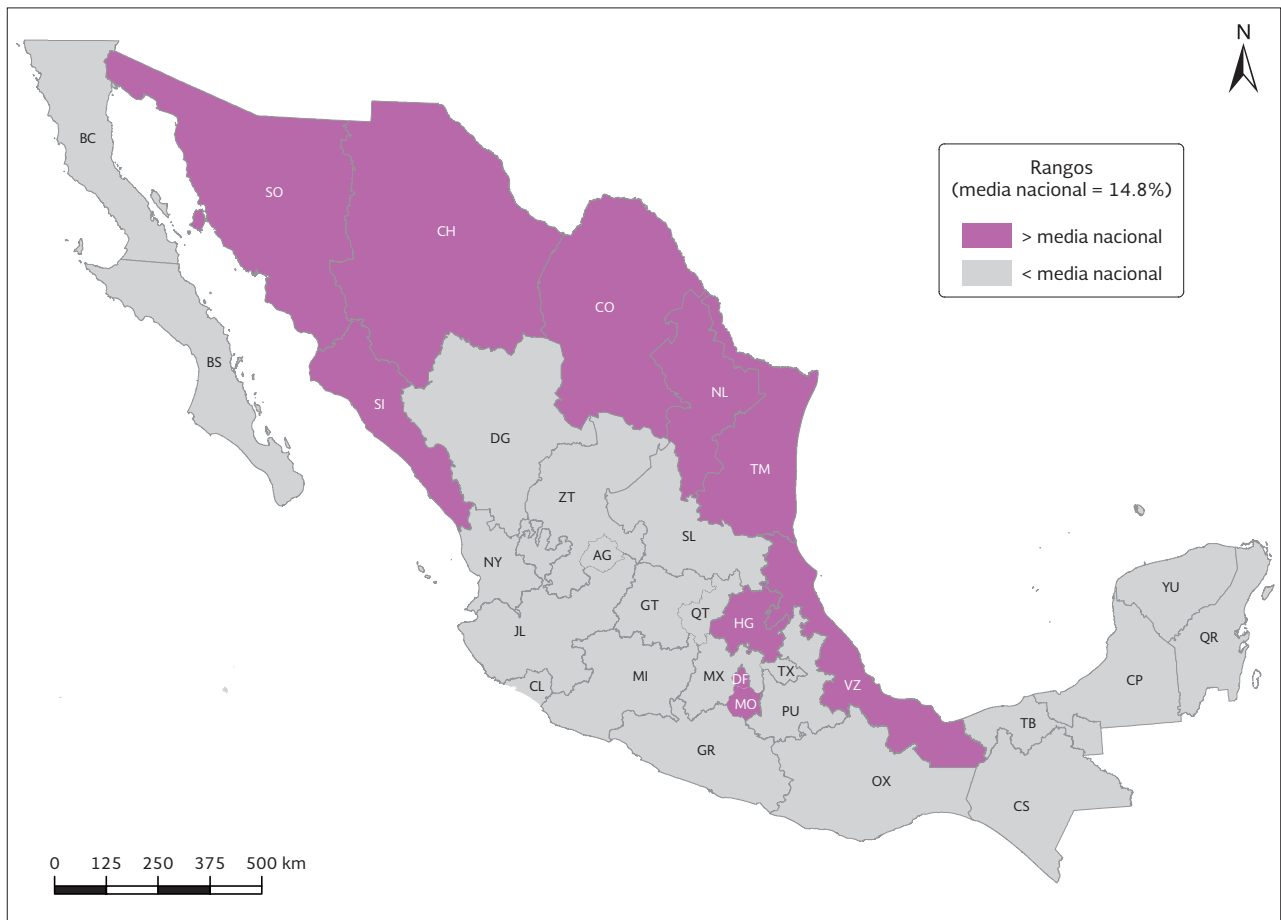 N
Rangos
(media nacional = 14.8%)
> media nacional
< media nacional
BC
SO
CH
CO
BS
NL
SI
DG
TM
ZT
SL
NY
AG
GT
QT
HG
JL
MI
MX
DF
TX
CL
MO
PU
VZ
GR
OX
TB
CS
YU
QR
CP
0 125 250 375 500 km